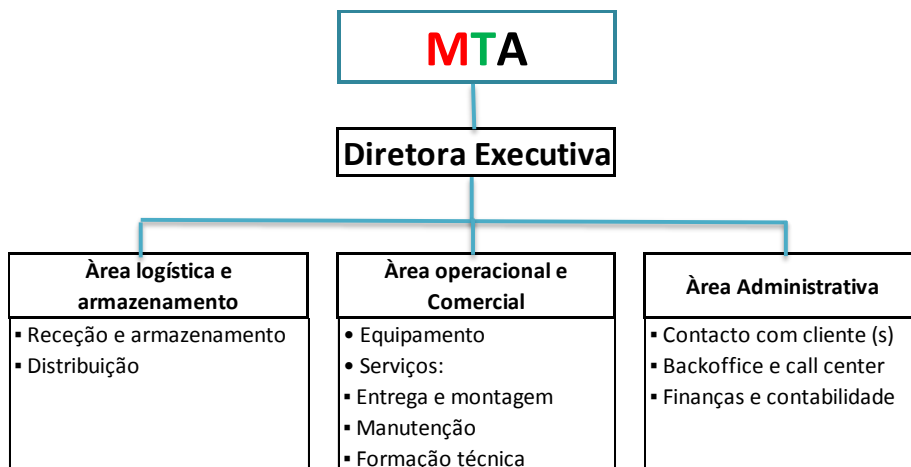 MTA
Diretora Executiva
Àrea logística e
armazenamento
▪ Receção e armazenamento
▪ Distribuição
Àrea operacional e
Comercial
• Equipamento
• Serviços:
▪ Entrega e montagem
▪ Manutenção
▪ Formação técnica
Àrea Administrativa
▪ Contacto com cliente (s)
▪ Backoffice e call center
▪ Finanças e contabilidade